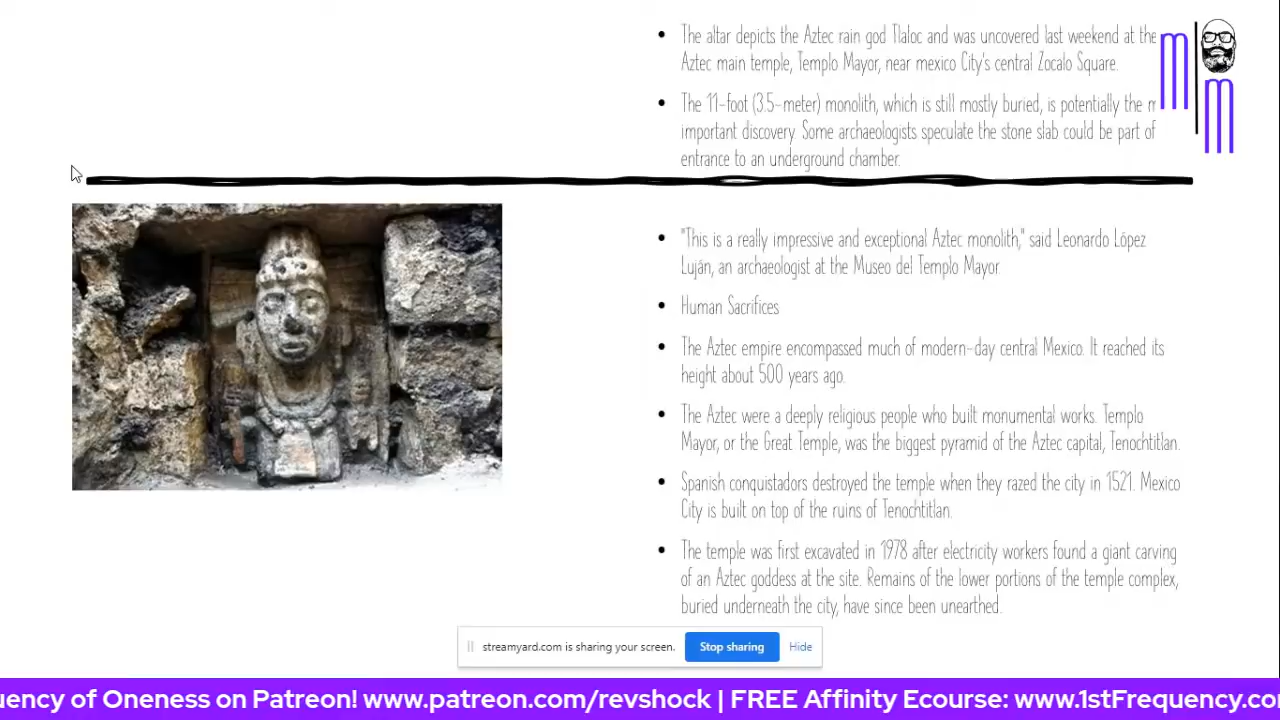 • The altar depicts the Aztec rain god Tlaloc and was uncovered last weekend at the
Aztec main temple, Templo Mayor, near mexico City's central Zocalo Square.
• The 11-foot (3.5-meter) monolith, which is still mostly buried, is potentially the
important discovery. Some archaeologists speculate the stone slab could be part of
entrance to an underground chamber.
m
m
• "This is a really impressive and exceptional Aztec monolith," said Leonardo López
Luján, an archaeologist at the Museo del Templo Mayor.
• Human Sacrifices
• The Aztec empire encompassed much of modern-day central Mexico. It reached its
height about 500 years ago.
• The Aztec were a deeply religious people who built monumental works. Templo
Mayor, or the Great Temple, was the biggest pyramid of the Aztec capital, Tenochtitlan.
• Spanish conquistadors destroyed the temple when they razed the city in 1521. Mexico
City is built on top of the ruins of Tenochtitlan.
• The temple was first excavated in 1978 after electricity workers found a giant carving
of an Aztec goddess at the site. Remains of the lower portions of the temple complex,
buried underneath the city, have since been unearthed.
streamyard.com is sharing your screen. Stop sharing Hide
uency of Oneness on Patreon! www.patreon.com/revshock | FREE Affinity Ecourse: www.1stFrequency.co